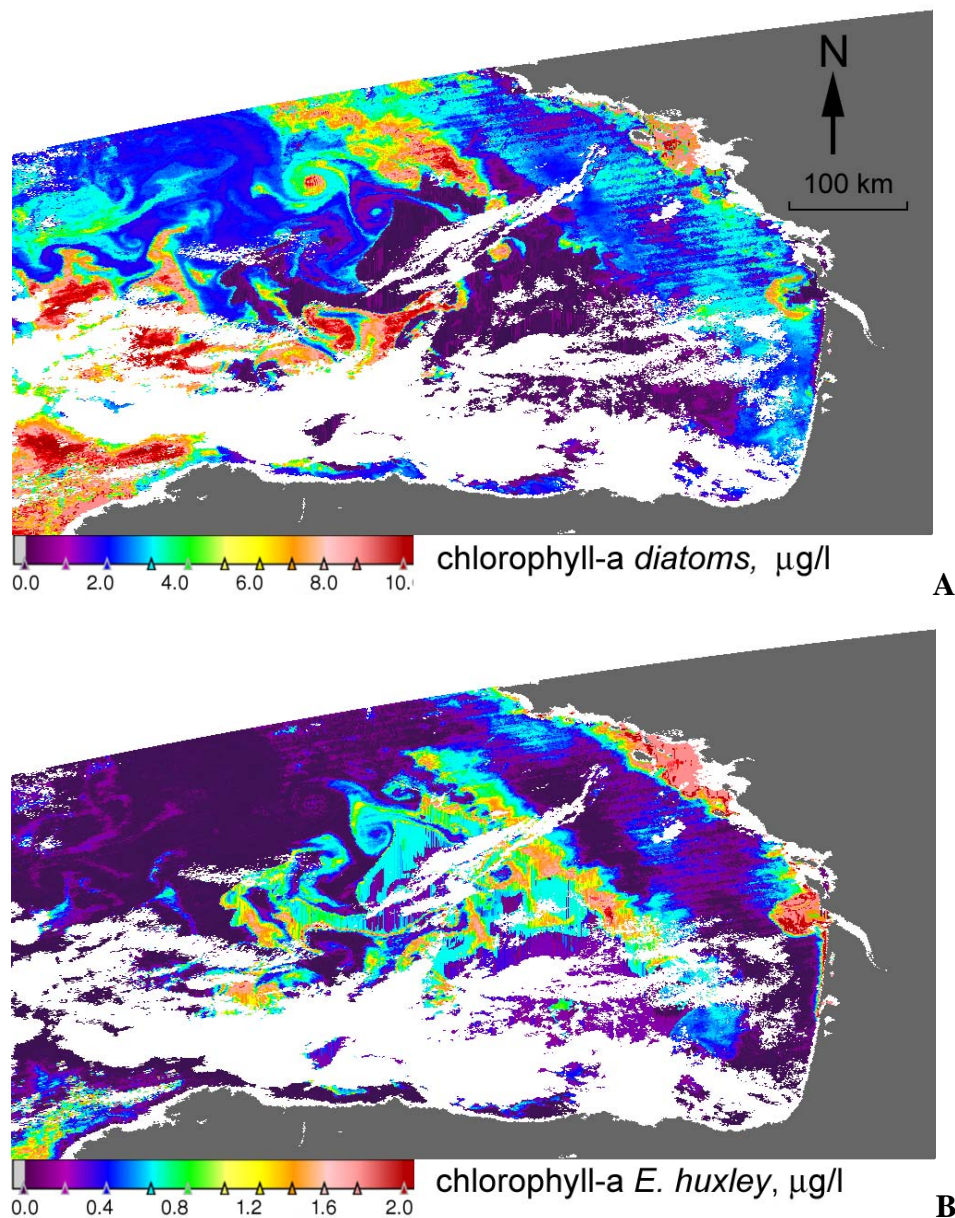 N
100 km
0.0 2.0 4.0 6.0 8.0 10.
chlorophyll-a diatoms, µg/l
A
0.0 0.4 0.8 1.2 1.6 2.0
chlorophyll-a E. huxley, µg/l
B